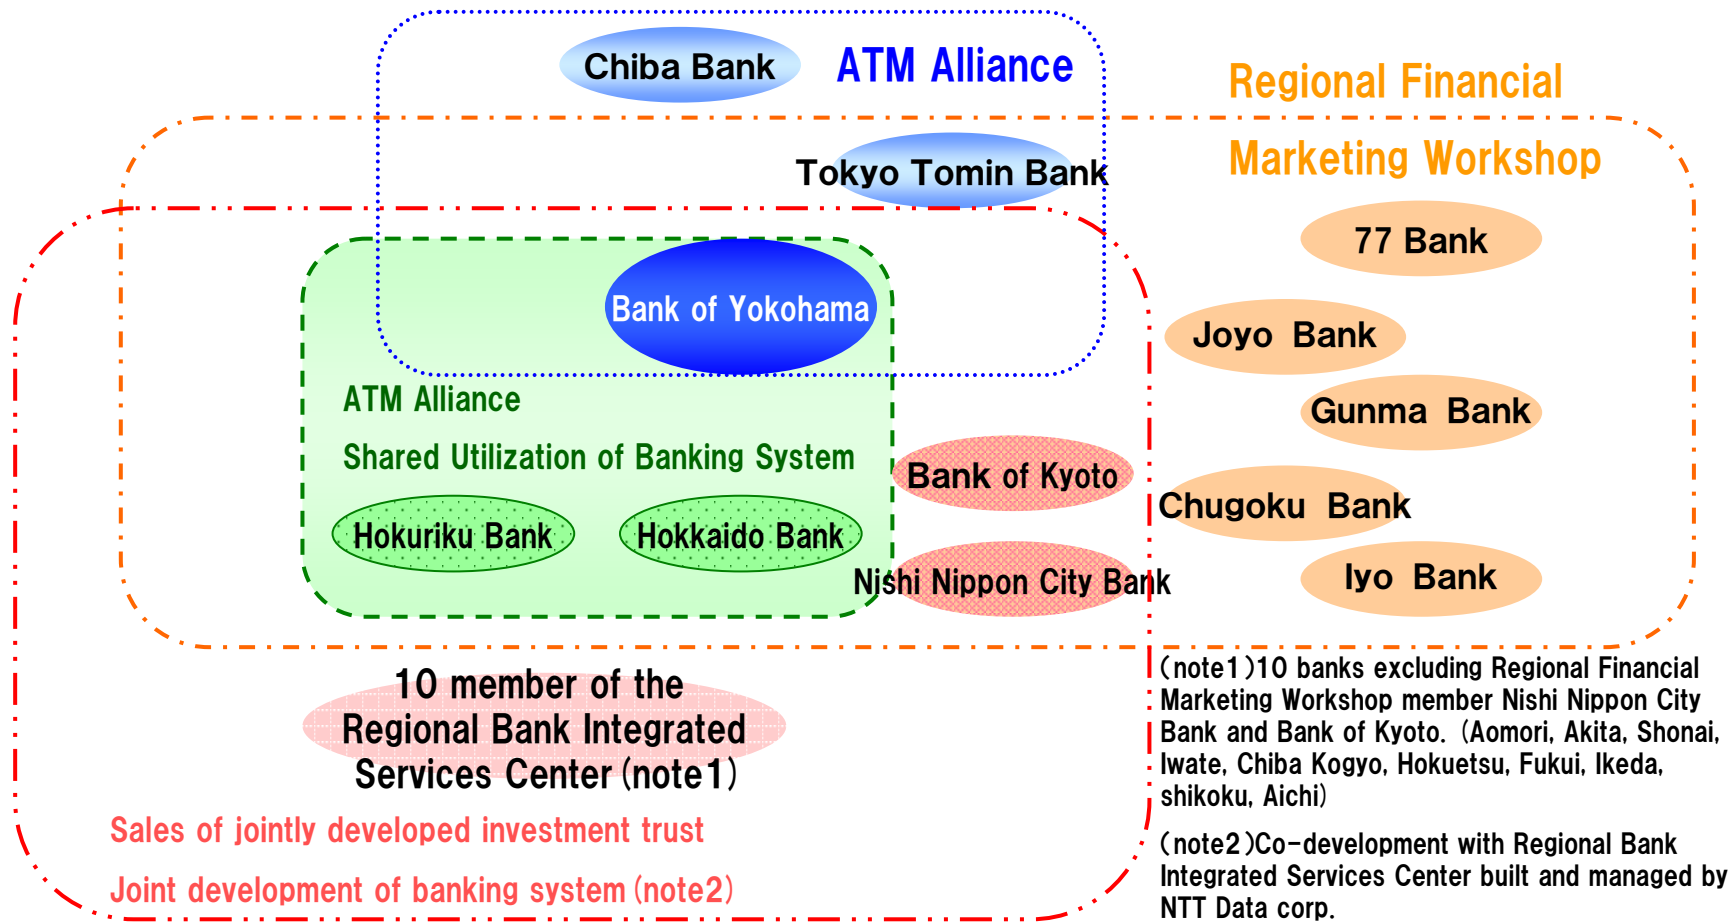 Chiba Bank
ATM Alliance
Regional Financial
Marketing Workshop
Tokyo Tomin Bank
77 Bank
Bank of Yokohama
Joyo Bank
ATM Alliance
Gunma Bank
Shared Utilization of Banking System
Bank of Kyoto
Chugoku Bank
Hokuriku Bank
Hokkaido Bank
Nishi Nippon City Bank
Iyo Bank
10 member of the
Regional Bank Integrated
Services Center(note1)
Sales of jointly developed investment trust
Joint development of banking system(note2)
(note1)10 banks excluding Regional Financial
Marketing Workshop member Nishi Nippon City
Bank and Bank of Kyoto. (Aomori, Akita, Shonai,
Iwate, Chiba Kogyo, Hokuetsu, Fukui, Ikeda,
shikoku, Aichi)
(note2)Co-development with Regional Bank
Integrated Services Center built and managed by
NTT Data corp.